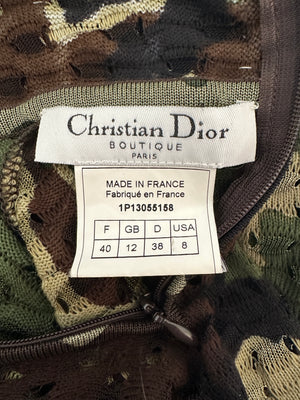 Christian Dior
BOUTIQUE
PARIS
MADE IN FRANCE
Fabriqué en France
1P13055158
F GB D USA
40 12 38 8